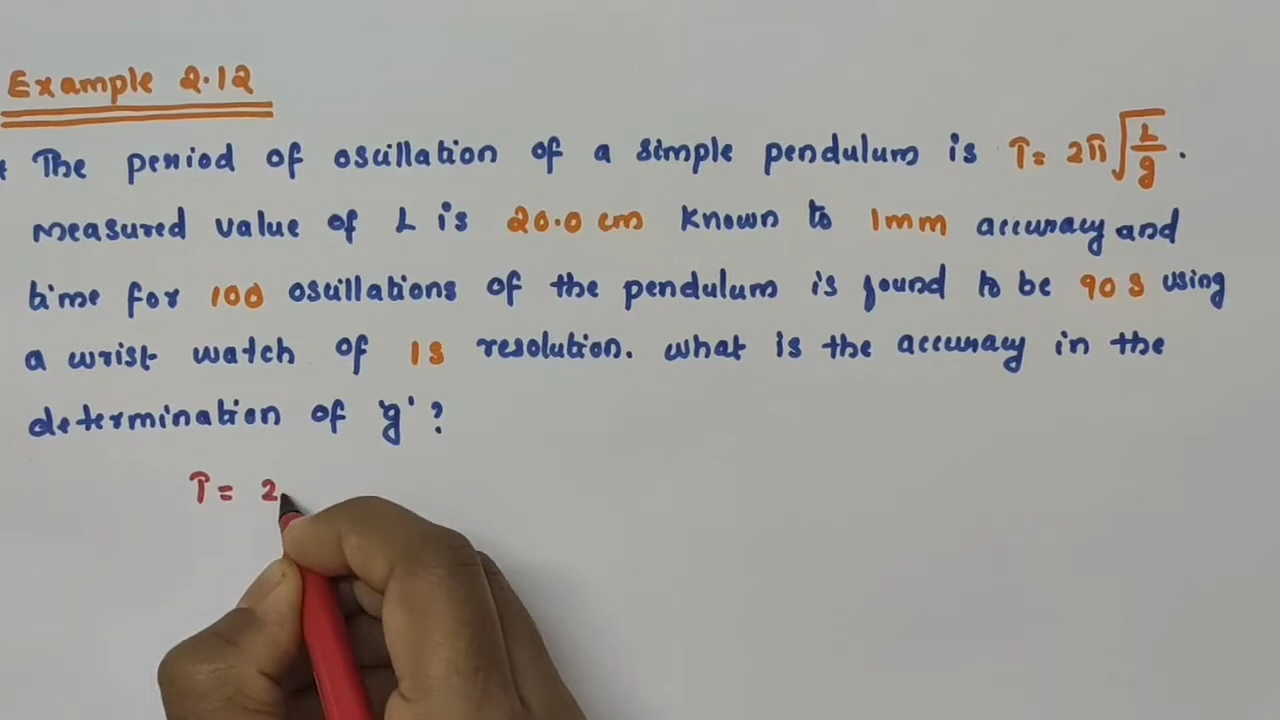 Example 2.12
The period of oscillation of a simple pendulum is T= 2π√L/g.
Measured value of L is 20.0 cm known to 1mm accuracy and
time for 100 oscillations of the pendulum is found to be 90 s using
a wrist watch of 1s resolution. What is the accuracy in the
determination of 'g'?
T= 2